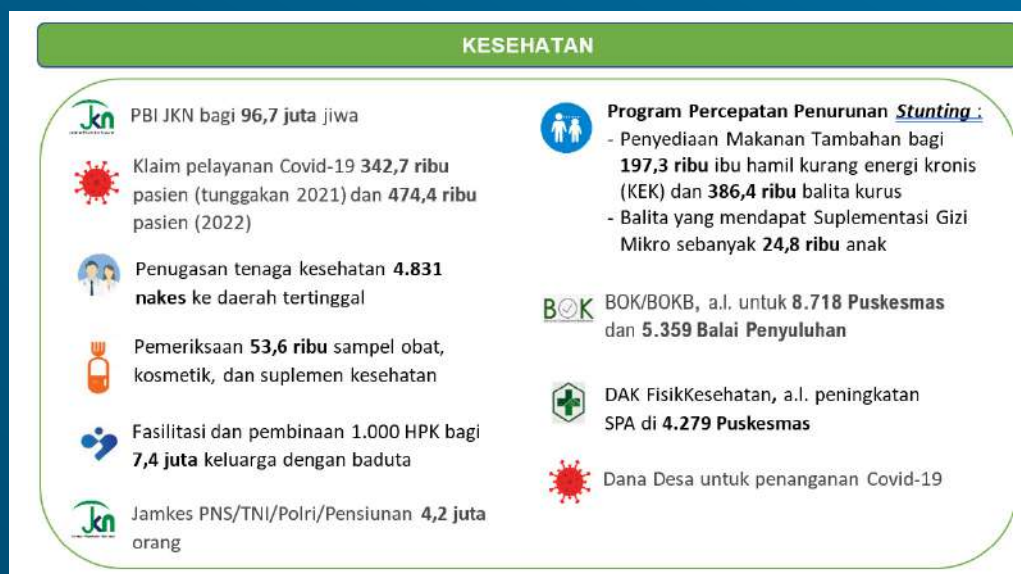 KESEHATAN
Jkn
PBI JKN bagi 96,7 juta jiwa
Klaim pelayanan Covid-19 342,7 ribu
pasien (tunggakan 2021) dan 474,4 ribu
pasien (2022)
Penugasan tenaga kesehatan 4.831
nakes ke daerah tertinggal
Pemeriksaan 53,6 ribu sampel obat,
kosmetik, dan suplemen kesehatan
Fasilitasi dan pembinaan 1.000 HPK bagi
7,4 juta keluarga dengan baduta
Jkn
Jamkes PNS/TNI/Polri/Pensiunan 4,2 juta
orang
Program Percepatan Penurunan Stunting :
- Penyediaan Makanan Tambahan bagi
197,3 ribu ibu hamil kurang energi kronis
(KEK) dan 386,4 ribu balita kurus
- Balita yang mendapat Suplementasi Gizi
Mikro sebanyak 24,8 ribu anak
BOK
BOK/BOKB, a.l. untuk 8.718 Puskesmas
dan 5.359 Balai Penyuluhan
DAK FisikKesehatan, a.l. peningkatan
SPA di 4.279 Puskesmas
Dana Desa untuk penanganan Covid-19